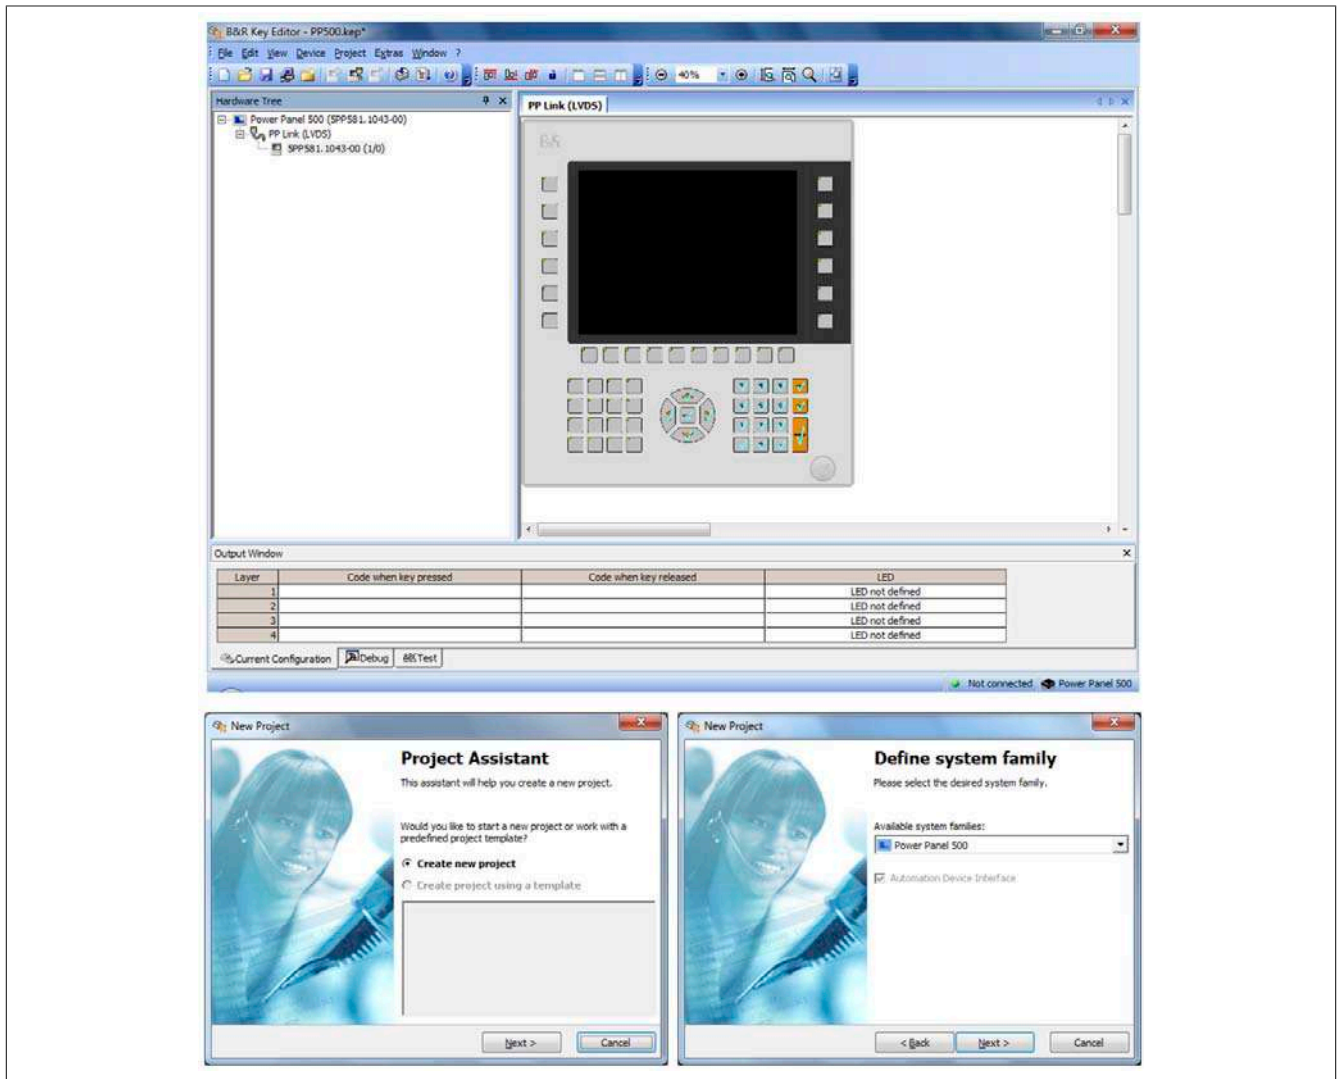 B&R Key Editor - PP500.kep*
File Edit View Device Project Extras Window ?
40%
Hardware Tree
Power Panel 500 (5PP581.1043-00)
PP Link (LVDS)
5PP581.1043-00 (1/0)
PP Link (LVDS)
B&R
Output Window
Layer Code when key pressed Code when key released LED
1 LED not defined
2 LED not defined
3 LED not defined
4 LED not defined
Current Configuration Debug Test
Not connected Power Panel 500
New Project
Project Assistant
This assistant will help you create a new project.
Would you like to start a new project or work with a
predefined project template?
Create new project
Create project using a template
Next > Cancel
New Project
Define system family
Please select the desired system family.
Available system families:
Power Panel 500
Automation Device Interface
< Back Next > Cancel